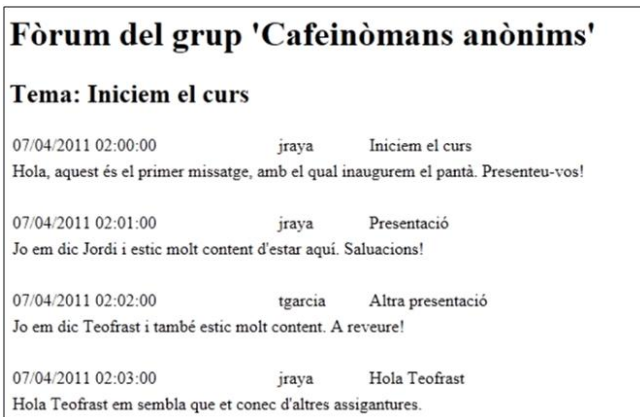 Fòrum del grup 'Cafeinòmans anònims'
Tema: Iniciem el curs
07/04/2011 02:00:00 jraya Iniciem el curs
Hola, aquest és el primer missatge, amb el qual inaugurem el pantà. Presenteu-vos!
07/04/2011 02:01:00 jraya Presentació
Jo em dic Jordi i estic molt content d'estar aquí. Saluacions!
07/04/2011 02:02:00 tgarcia Altra presentació
Jo em dic Teofrast i també estic molt content. A reveure!
07/04/2011 02:03:00 jraya Hola Teofrast
Hola Teofrast em sembla que et conec d'altres assigantures.